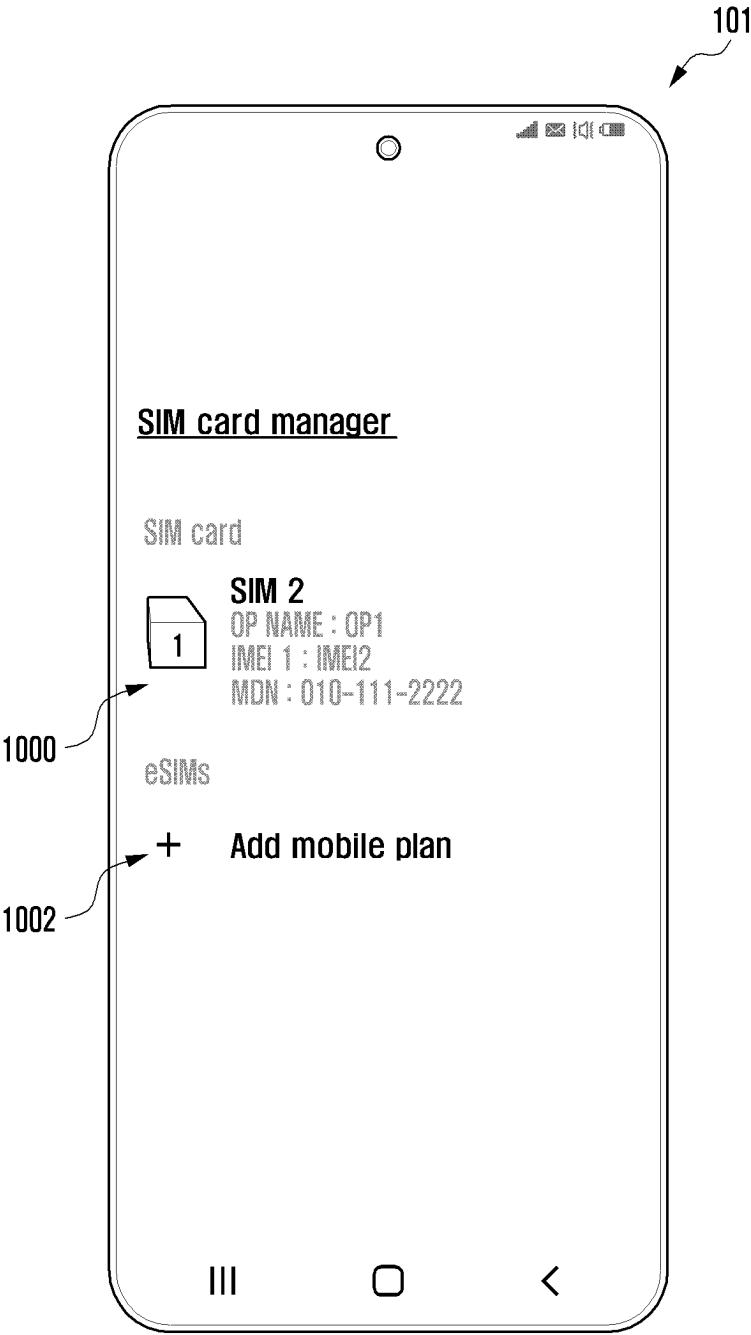 101
SIM card manager
SIM card
SIM 2
OP NAME : OP1
1
IMEI 1 : IMEI2
MDN : 010-111-2222
1000
eSIMs
+ Add mobile plan
1002